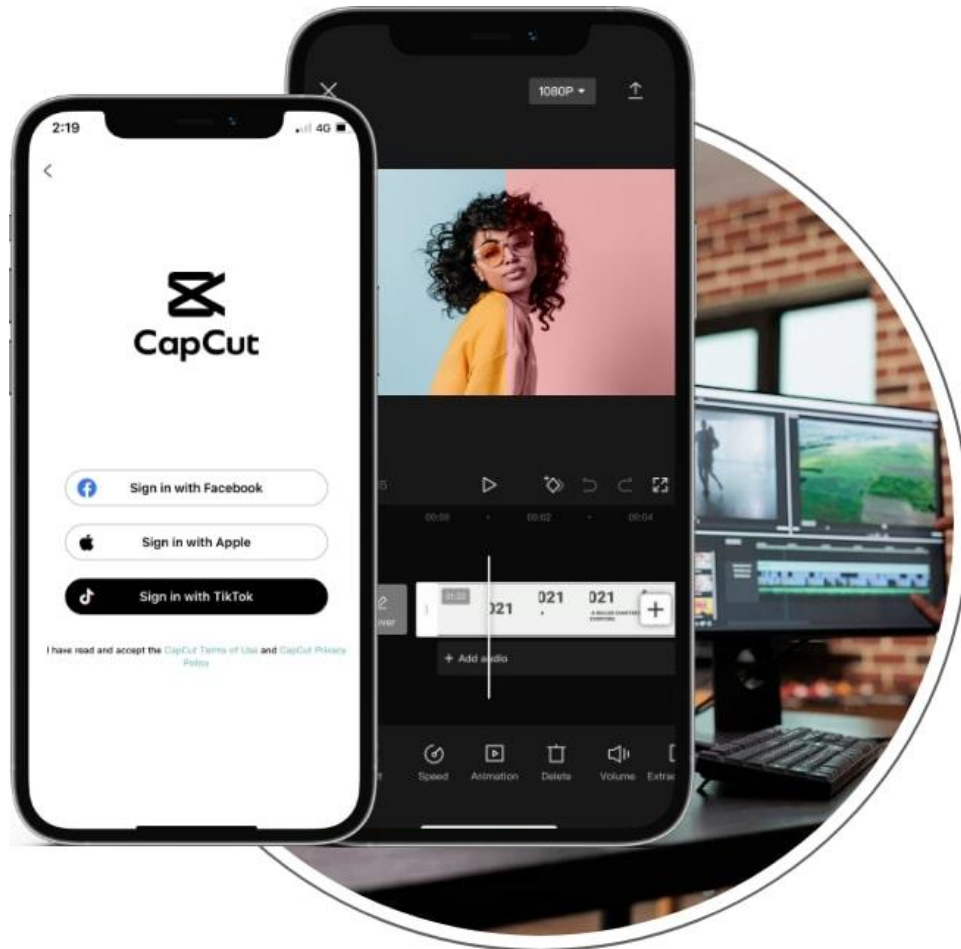 2:19
4G
CapCut
Sign in with Facebook
Sign in with Apple
Sign in with TikTok
I have read and accept the CapCut Terms of Use and CapCut Privacy
Policy
1080P
00:00
00:02
00:04
021
021
021
+ Add audio
Speed
Animation
Delete
Volume
Extrac